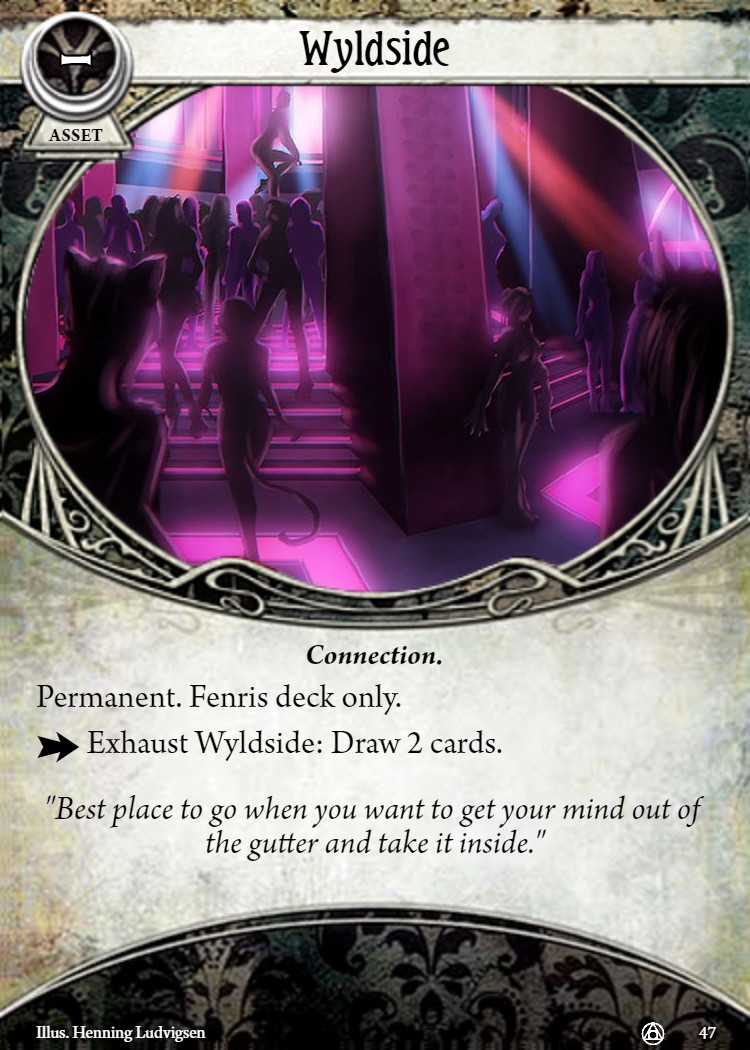 Wyldside
–
ASSET
Connection.
Permanent. Fenris deck only.
Exhaust Wyldside: Draw 2 cards.
"Best place to go when you want to get your mind out of
the gutter and take it inside."
Illus. Henning Ludvigsen
47